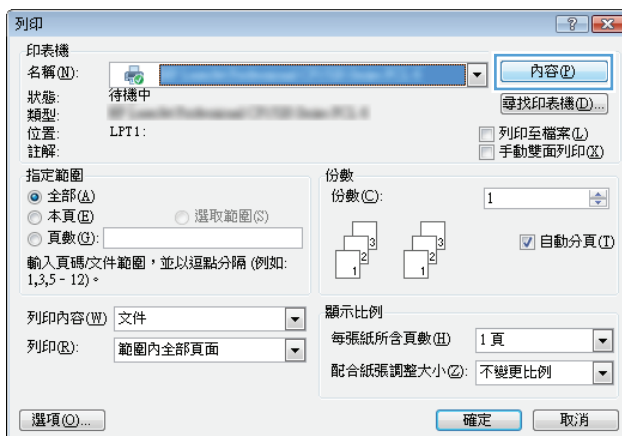 列印
印表機
名稱(N):
內容(P)
狀態: 待機中
尋找印表機(D)...
類型:
位置: LPT1:
列印至檔案(L)
註解:
手動雙面列印(X)
指定範圍
全部(A)
本頁(E) 選取範圍(S)
頁數(G):
輸入頁碼/文件範圍，並以逗點分隔 (例如:
1,3,5 - 12)。
份數
份數(C): 1
1 2 3 1 2 3
自動分頁(T)
列印內容(W) 文件
列印(R): 範圍內全部頁面
顯示比例
每張紙所含頁數(H) 1 頁
配合紙張調整大小(Z): 不變更比例
選項(O)...
確定 取消